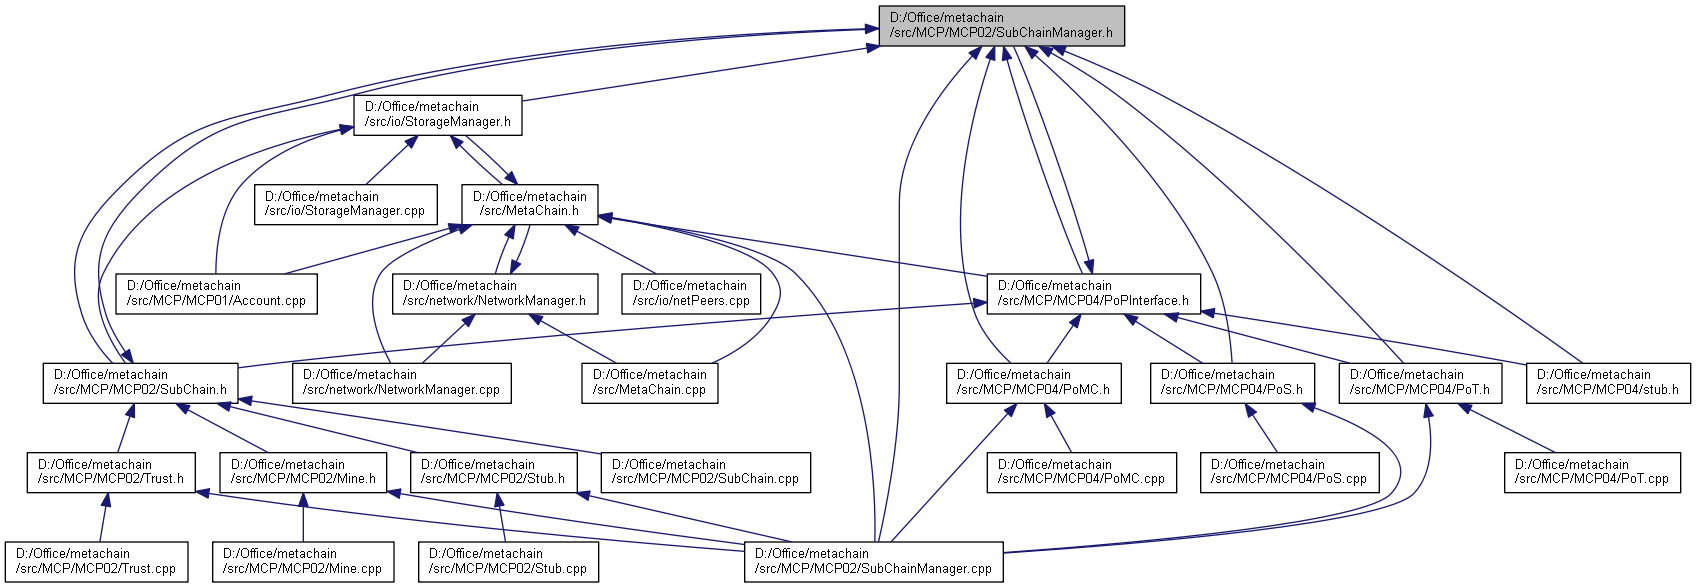 D:/Office/metachain
/src/MCP/MCP02/SubChainManager.h
D:/Office/metachain
/src/io/StorageManager.h
D:/Office/metachain
/src/io/StorageManager.cpp
D:/Office/metachain
/src/MetaChain.h
D:/Office/metachain
/src/MCP/MCP01/Account.cpp
D:/Office/metachain
/src/network/NetworkManager.h
D:/Office/metachain
/src/io/netPeers.cpp
D:/Office/metachain
/src/MCP/MCP04/PoPInterface.h
D:/Office/metachain
/src/MCP/MCP02/SubChain.h
D:/Office/metachain
/src/network/NetworkManager.cpp
D:/Office/metachain
/src/MetaChain.cpp
D:/Office/metachain
/src/MCP/MCP04/PoMC.h
D:/Office/metachain
/src/MCP/MCP04/PoS.h
D:/Office/metachain
/src/MCP/MCP04/PoT.h
D:/Office/metachain
/src/MCP/MCP04/stub.h
D:/Office/metachain
/src/MCP/MCP02/Trust.h
D:/Office/metachain
/src/MCP/MCP02/Mine.h
D:/Office/metachain
/src/MCP/MCP02/Stub.h
D:/Office/metachain
/src/MCP/MCP02/SubChain.cpp
D:/Office/metachain
/src/MCP/MCP04/PoMC.cpp
D:/Office/metachain
/src/MCP/MCP04/PoS.cpp
D:/Office/metachain
/src/MCP/MCP04/PoT.cpp
D:/Office/metachain
/src/MCP/MCP02/Trust.cpp
D:/Office/metachain
/src/MCP/MCP02/Mine.cpp
D:/Office/metachain
/src/MCP/MCP02/Stub.cpp
D:/Office/metachain
/src/MCP/MCP02/SubChainManager.cpp